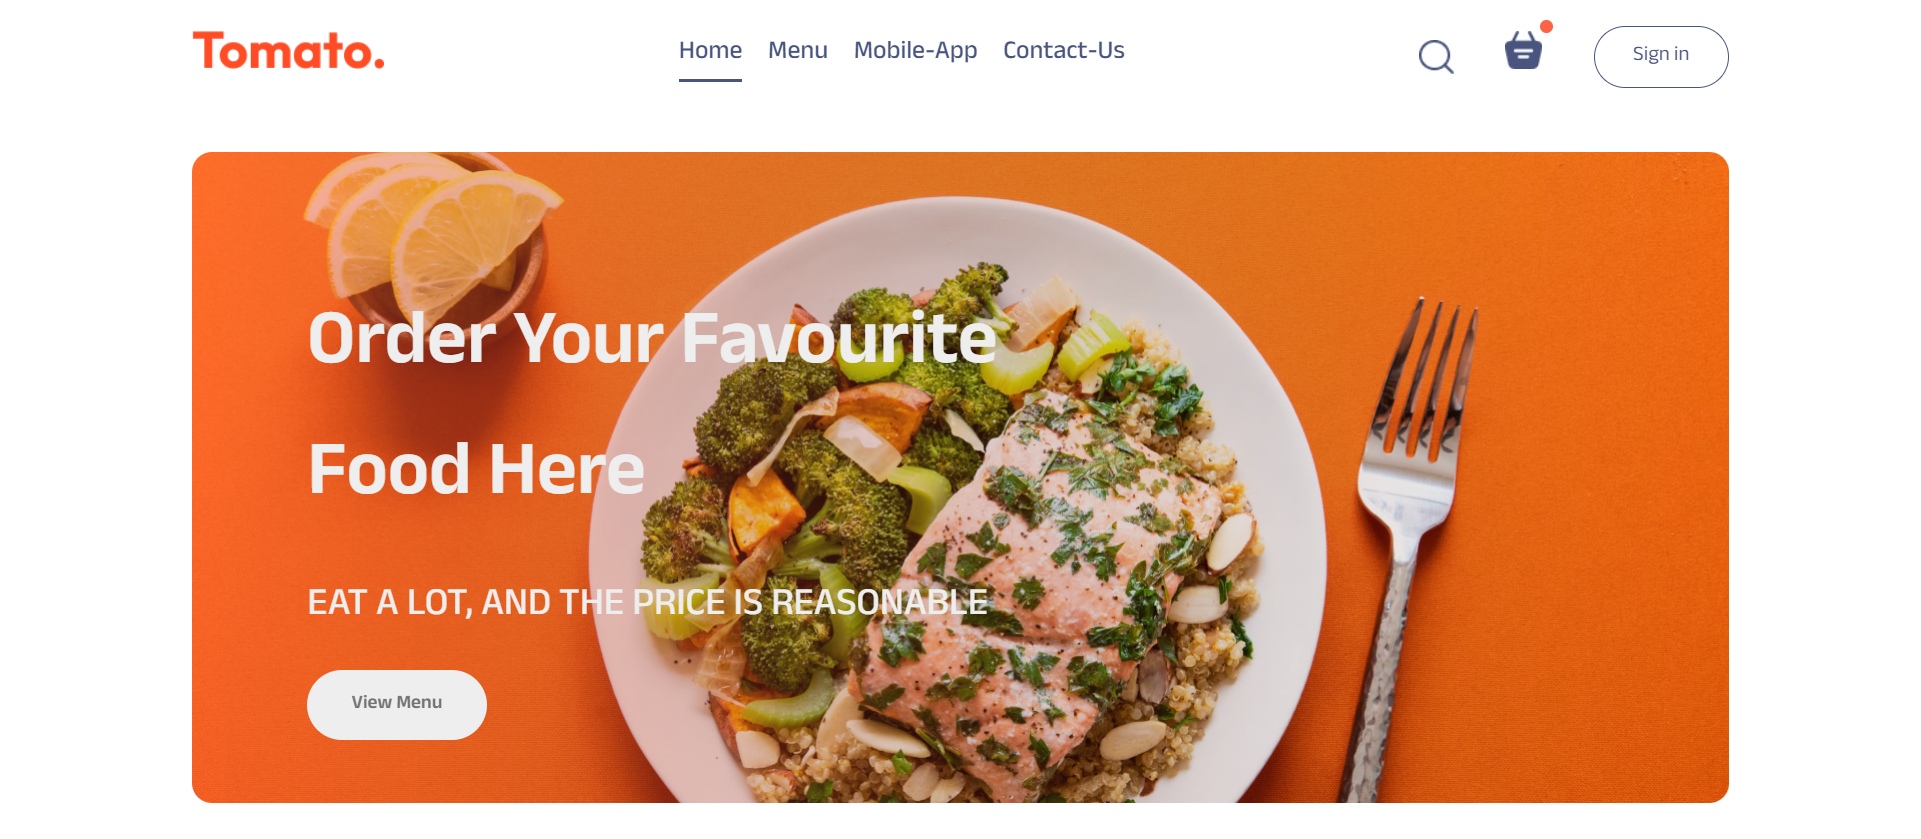 Tomato.
Home Menu Mobile-App Contact-Us
Sign in
Order Your Favourite
Food Here
EAT A LOT, AND THE PRICE IS REASONABLE
View Menu